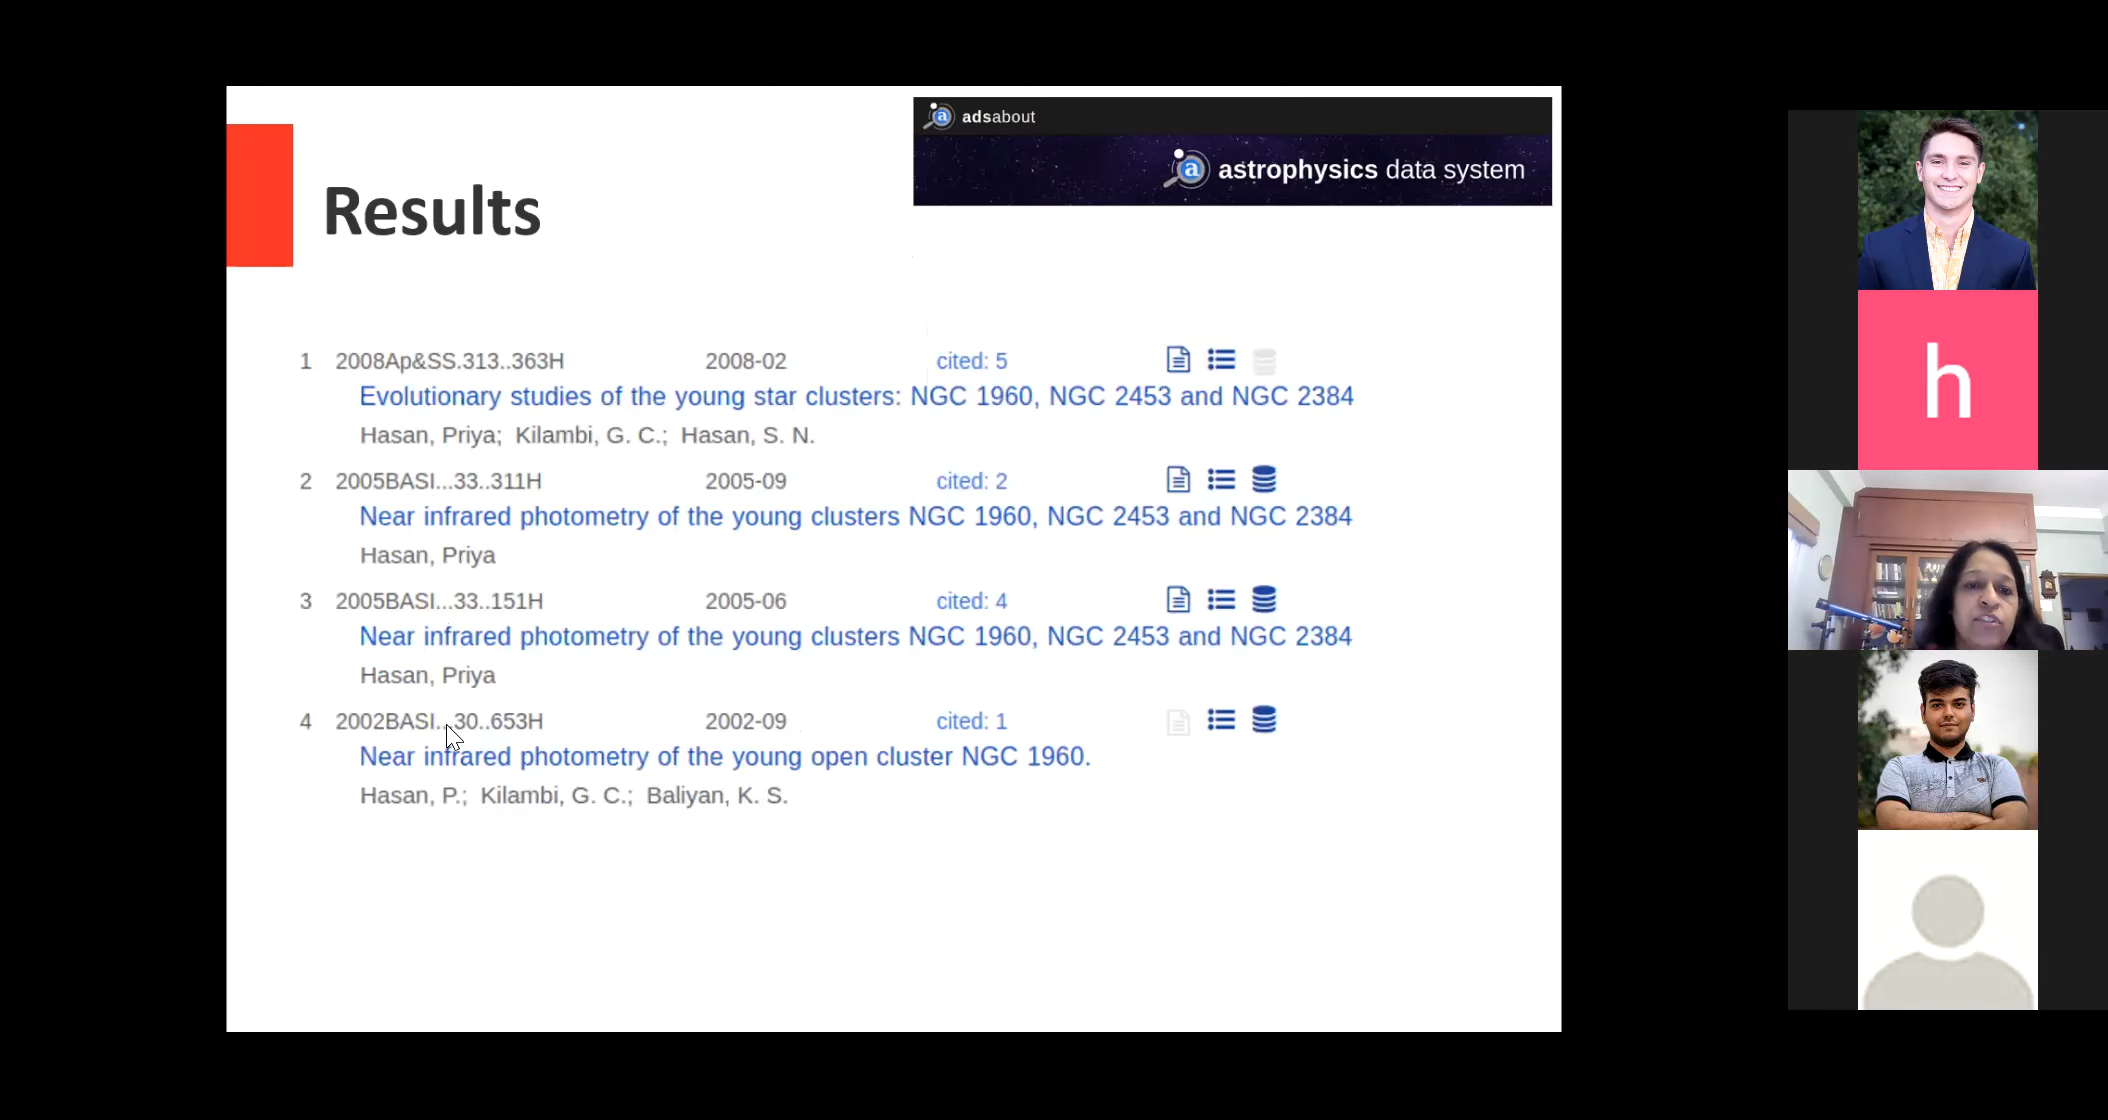 adsabout
astrophysics data system
Results
1 2008Ap&SS.313..363H 2008-02 cited: 5
Evolutionary studies of the young star clusters: NGC 1960, NGC 2453 and NGC 2384
Hasan, Priya; Kilambi, G. C.; Hasan, S. N.
2 2005BASI...33..311H 2005-09 cited: 2
Near infrared photometry of the young clusters NGC 1960, NGC 2453 and NGC 2384
Hasan, Priya
3 2005BASI...33..151H 2005-06 cited: 4
Near infrared photometry of the young clusters NGC 1960, NGC 2453 and NGC 2384
Hasan, Priya
4 2002BASI...30..653H 2002-09 cited: 1
Near infrared photometry of the young open cluster NGC 1960.
Hasan, P.; Kilambi, G. C.; Baliyan, K. S.
h